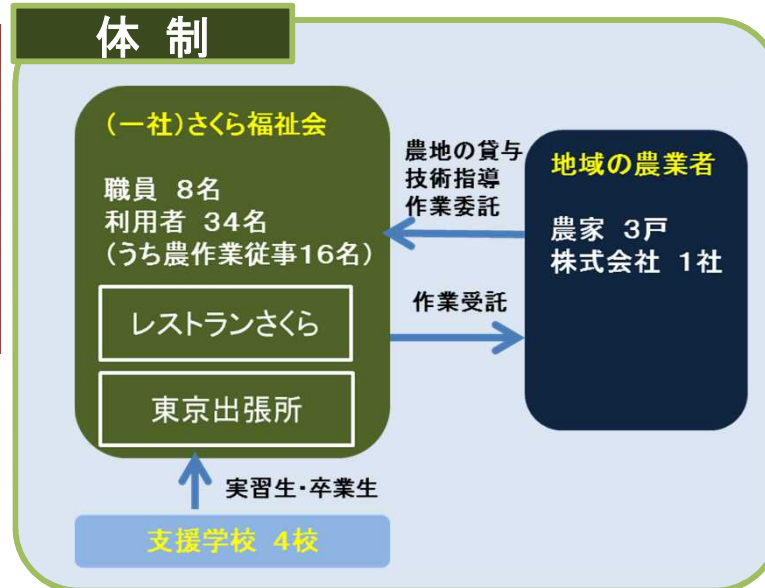 体 制
(一社)さくら福祉会
職員 8名
利用者 34名
(うち農作業従事16名)
レストランさくら
東京出張所
農地の貸与
技術指導
作業委託
作業受託
地域の農業者
農家 3戸
株式会社 1社
実習生・卒業生
支援学校 4校